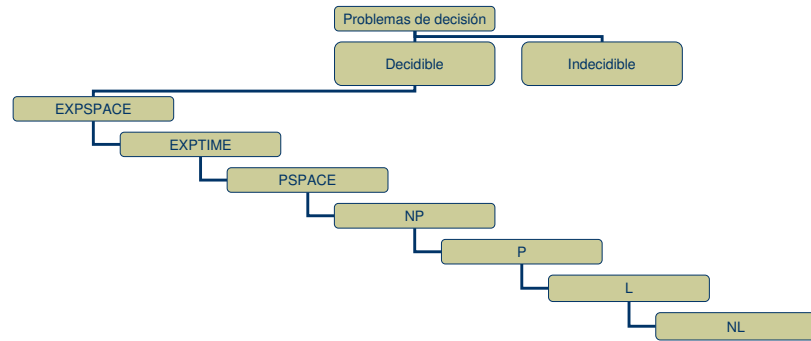 Problemas de decisión
Decidible
Indecidible
EXPSPACE
EXPTIME
PSPACE
NP
P
L
NL